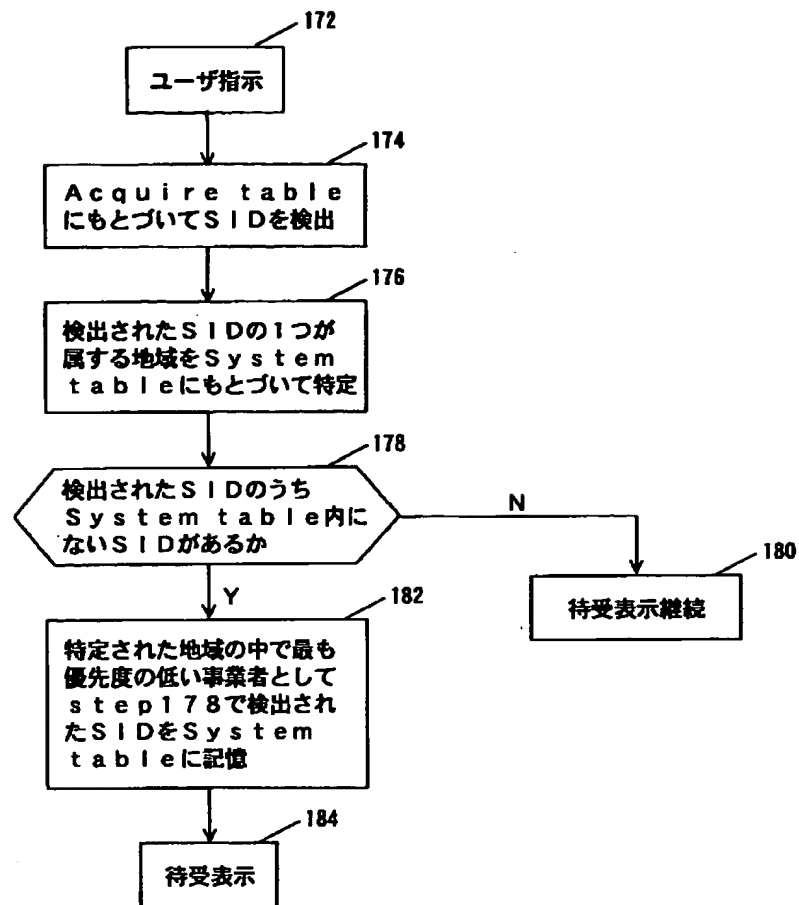 172
ユーザ指示
174
Acquire table
にもとづいてSIDを検出
176
検出されたSIDの1つが
属する地域をSystem
tableにもとづいて特定
178
検出されたSIDのうち
System table内に
ないSIDがあるか
N
180
待受表示継続
Y
182
特定された地域の中で最も
優先度の低い事業者として
step178で検出され
たSIDをSystem
tableに記憶
184
待受表示